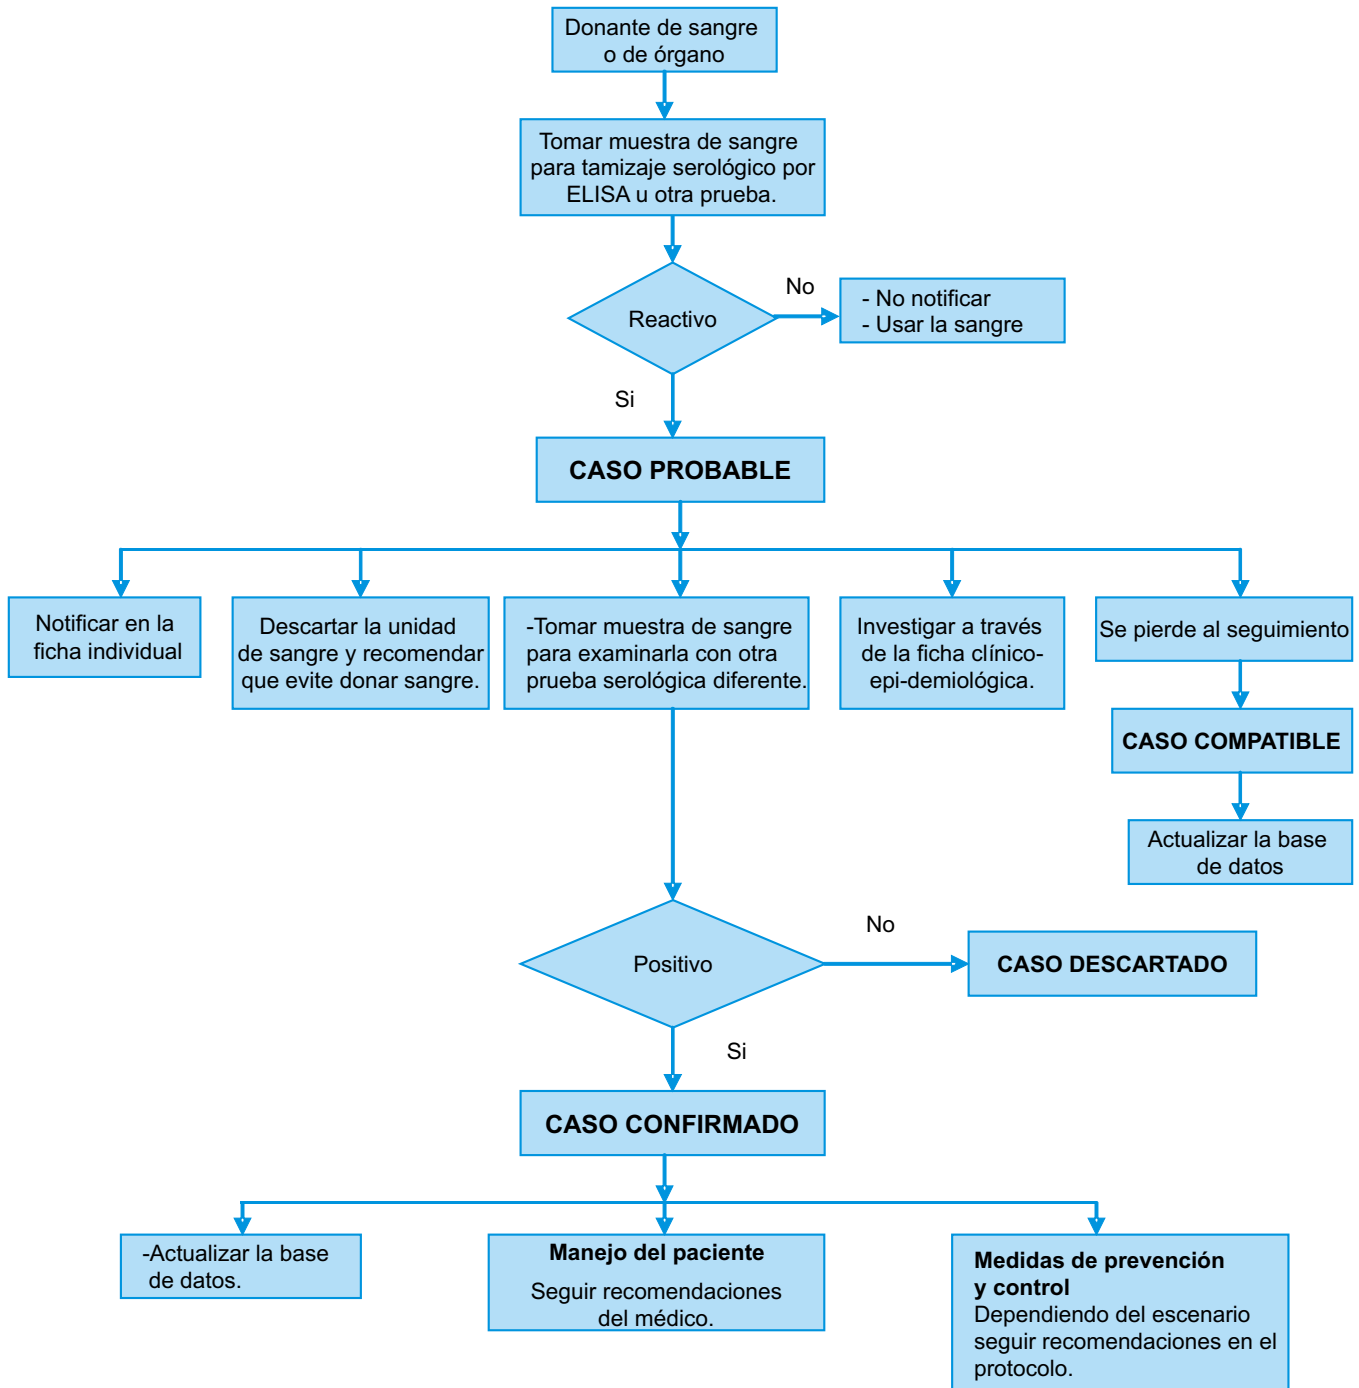 Donante de sangre
o de órgano
Tomar muestra de sangre
para tamizaje serológico por
ELISA u otra prueba.
Reactivo
No
- No notificar
- Usar la sangre
Si
CASO PROBABLE
Notificar en la
ficha individual
Descartar la unidad
de sangre y recomendar
que evite donar sangre.
-Tomar muestra de sangre
para examinarla con otra
prueba serológica diferente.
Investigar a través
de la ficha clínico-
epi-demiológica.
Se pierde al seguimiento
CASO COMPATIBLE
Actualizar la base
de datos
Positivo
No
CASO DESCARTADO
Si
CASO CONFIRMADO
-Actualizar la base
de datos.
Manejo del paciente
Seguir recomendaciones
del médico.
Medidas de prevención
y control
Dependiendo del escenario
seguir recomendaciones en el
protocolo.